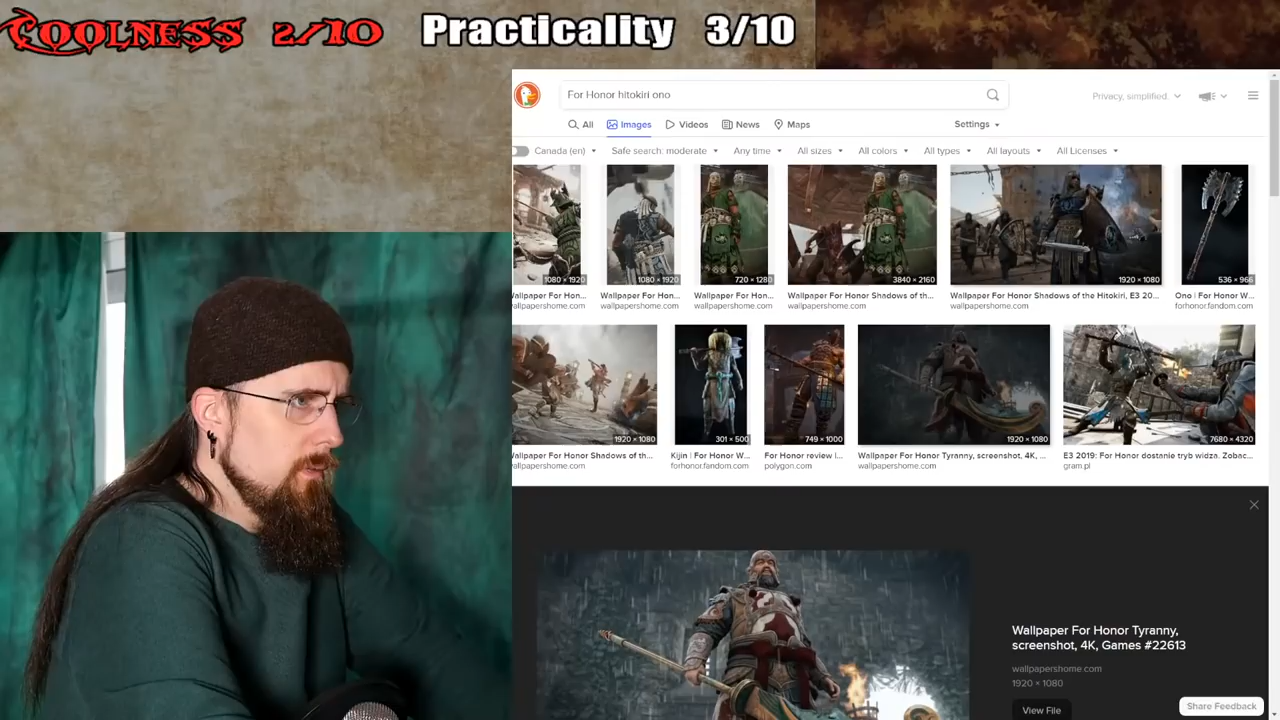 COOLNESS 2/10 Practicality 3/10
For Honor hitokiri ono
Privacy, simplified.
All Images Videos News Maps Settings
Canada (en) Safe search: moderate Any time All sizes All colors All types All layouts All Licenses
1080 × 1920 1080 × 1920 720 × 1280 3840 × 2160 1920 × 1080 536 × 966
Wallpaper For Hon... Wallpaper For Hon... Wallpaper For Hon... Wallpaper For Honor Shadows of th... Wallpaper For Honor Shadows of the Hitokiri, E3 20... Ono | For Honor W...
wallpapershome.com wallpapershome.com wallpapershome.com wallpapershome.com wallpapershome.com forhonor.fandom.com
1920 × 1080 301 × 500 749 × 1000 1920 × 1080 7680 × 4320
Wallpaper For Honor Shadows of th... Kijin | For Honor W... For Honor review i... Wallpaper For Honor Tyranny, screenshot, 4K, ... E3 2019: For Honor dostanie tryb widza. Zobac...
wallpapershome.com forhonor.fandom.com polygon.com wallpapershome.com gram.pl
Wallpaper For Honor Tyranny,
screenshot, 4K, Games #22613
wallpapershome.com
1920 × 1080
View File
Share Feedback